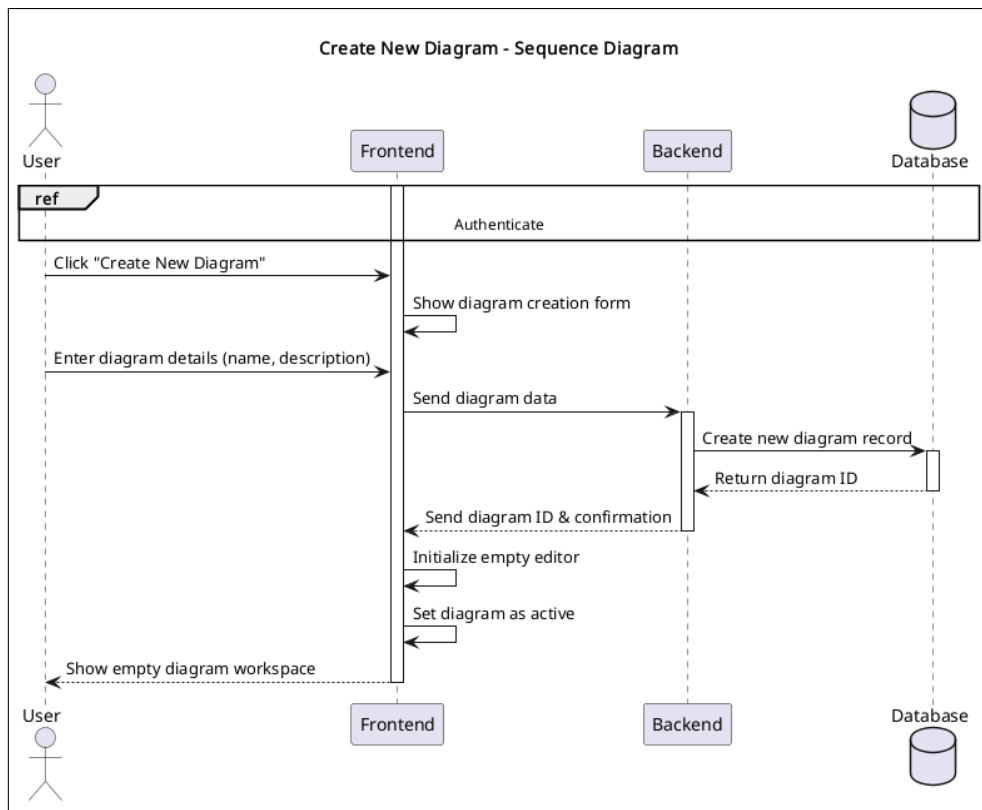 Create New Diagram - Sequence Diagram
User
Frontend
Backend
Database
ref
Authenticate
Click "Create New Diagram"
Show diagram creation form
Enter diagram details (name, description)
Send diagram data
Create new diagram record
Return diagram ID
Send diagram ID & confirmation
Initialize empty editor
Set diagram as active
Show empty diagram workspace
User
Frontend
Backend
Database